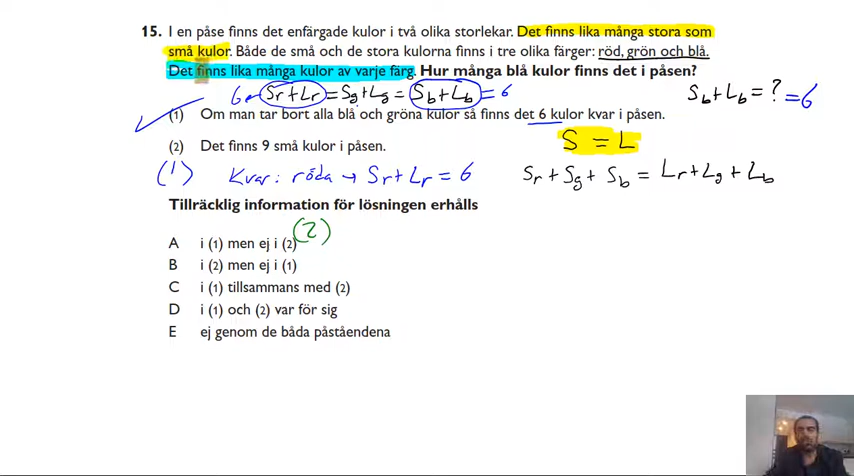 15. I en påse finns det enfärgade kulor i två olika storlekar. Det finns lika många stora som
små kulor. Både de små och de stora kulorna finns i tre olika färger: röd, grön och blå.
Det finns lika många kulor av varje färg. Hur många blå kulor finns det i påsen?
6 ← Sr+Lr = Sg+Lg = Sb+Lb = 6
Sb+Lb = ? = 6
(1) Om man tar bort alla blå och gröna kulor så finns det 6 kulor kvar i påsen.
S = L
(2) Det finns 9 små kulor i påsen.
(1) Kvar: röda → Sr+Lr = 6
Sr + Sg + Sb = Lr + Lg + Lb
Tillräcklig information för lösningen erhålls
(2)
A i (1) men ej i (2)
B i (2) men ej i (1)
C i (1) tillsammans med (2)
D i (1) och (2) var för sig
E ej genom de båda påståendena